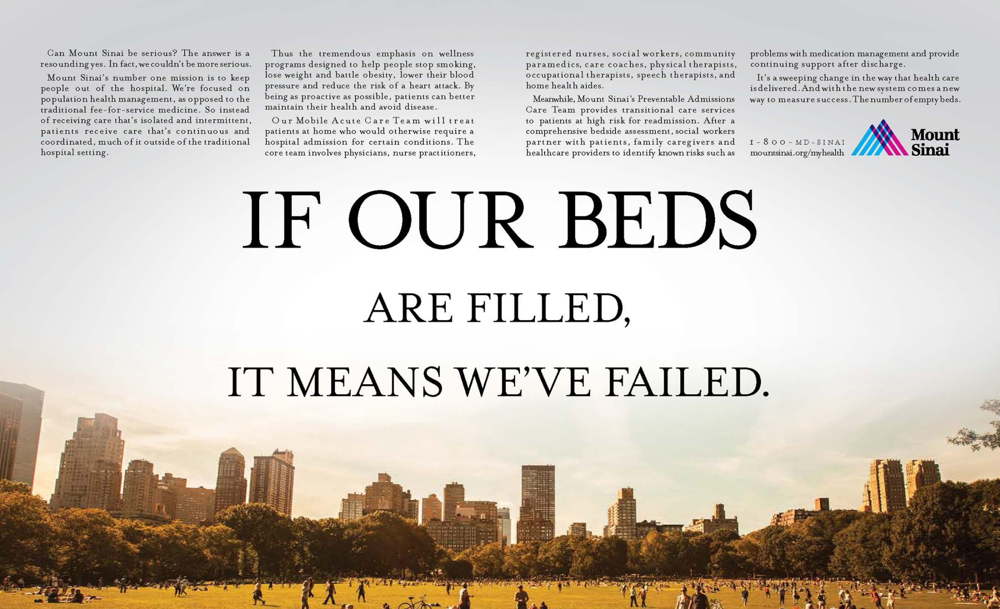 Can Mount Sinai be serious? The answer is a
resounding yes. In fact, we couldn't be more serious.
Mount Sinai's number one mission is to keep
people out of the hospital. We're focused on
population health management, as opposed to the
traditional fee-for-service medicine. So instead
of receiving care that's isolated and intermittent,
patients receive care that's continuous and
coordinated, much of it outside of the traditional
hospital setting.
Thus the tremendous emphasis on wellness
programs designed to help people stop smoking,
lose weight and battle obesity, lower their blood
pressure and reduce the risk of a heart attack. By
being as proactive as possible, patients can better
maintain their health and avoid disease.
Our Mobile Acute Care Team will treat
patients at home who would otherwise require a
hospital admission for certain conditions. The
core team involves physicians, nurse practitioners,
registered nurses, social workers, community
paramedics, care coaches, physical therapists,
occupational therapists, speech therapists, and
home health aides.
Meanwhile, Mount Sinai's Preventable Admissions
Care Team provides transitional care services
to patients at high risk for readmission. After a
comprehensive bedside assessment, social workers
partner with patients, family caregivers and
healthcare providers to identify known risks such as
problems with medication management and provide
continuing support after discharge.
It's a sweeping change in the way that health care
is delivered. And with the new system comes a new
way to measure success. The number of empty beds.
1-800-MD-SINAI
mountsinai.org/myhealth
Mount
Sinai
IF OUR BEDS
ARE FILLED,
IT MEANS WE'VE FAILED.